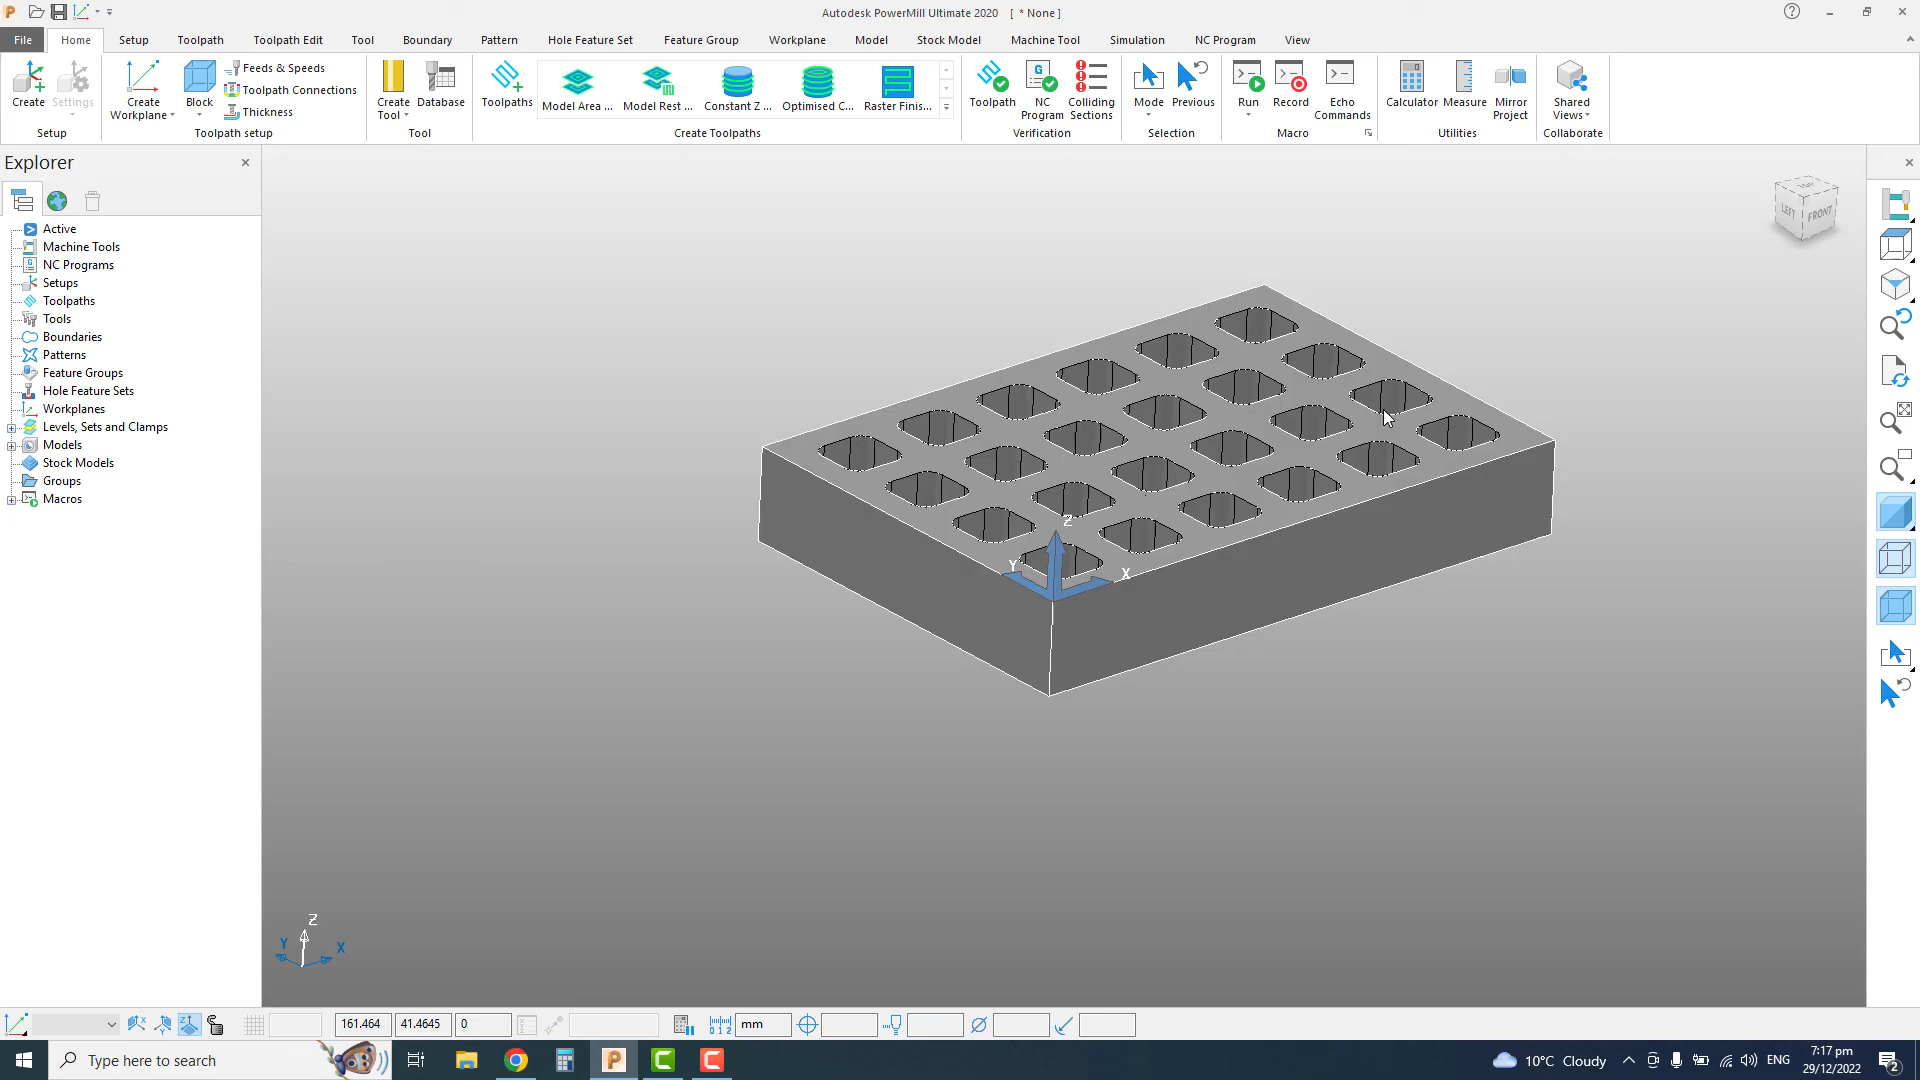 Autodesk PowerMill Ultimate 2020 [ * None ]
File Home Setup Toolpath Toolpath Edit Tool Boundary Pattern Hole Feature Set Feature Group Workplane Model Stock Model Machine Tool Simulation NC Program View
Create
Settings
Setup
Create Workplane
Block
Feeds & Speeds
Toolpath Connections
Thickness
Toolpath setup
Create Tool
Database
Tool
Toolpaths
Model Area ...
Model Rest ...
Constant Z ...
Optimised C...
Raster Finis...
Create Toolpaths
Toolpath
NC Program
Colliding Sections
Verification
Mode
Previous
Selection
Run
Record
Echo Commands
Macro
Calculator
Measure
Mirror Project
Utilities
Shared Views
Collaborate
Explorer
Active
Machine Tools
NC Programs
Setups
Toolpaths
Tools
Boundaries
Patterns
Feature Groups
Hole Feature Sets
Workplanes
Levels, Sets and Clamps
Models
Stock Models
Groups
Macros
TOP
LEFT
FRONT
Z
Y
X
Z
Y
X
161.464 41.4645 0 mm
Type here to search
10°C Cloudy
ENG
7:17 pm
29/12/2022
2